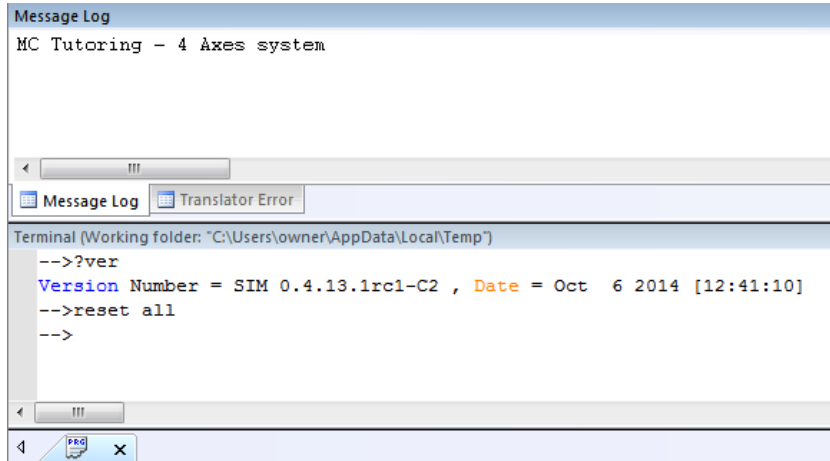 Message Log
MC Tutoring - 4 Axes system
Message Log Translator Error
Terminal (Working folder: "C:\Users\owner\AppData\Local\Temp")
-->?ver
Version Number = SIM 0.4.13.1rc1-C2 , Date = Oct  6 2014 [12:41:10]
-->reset all
-->
PRG